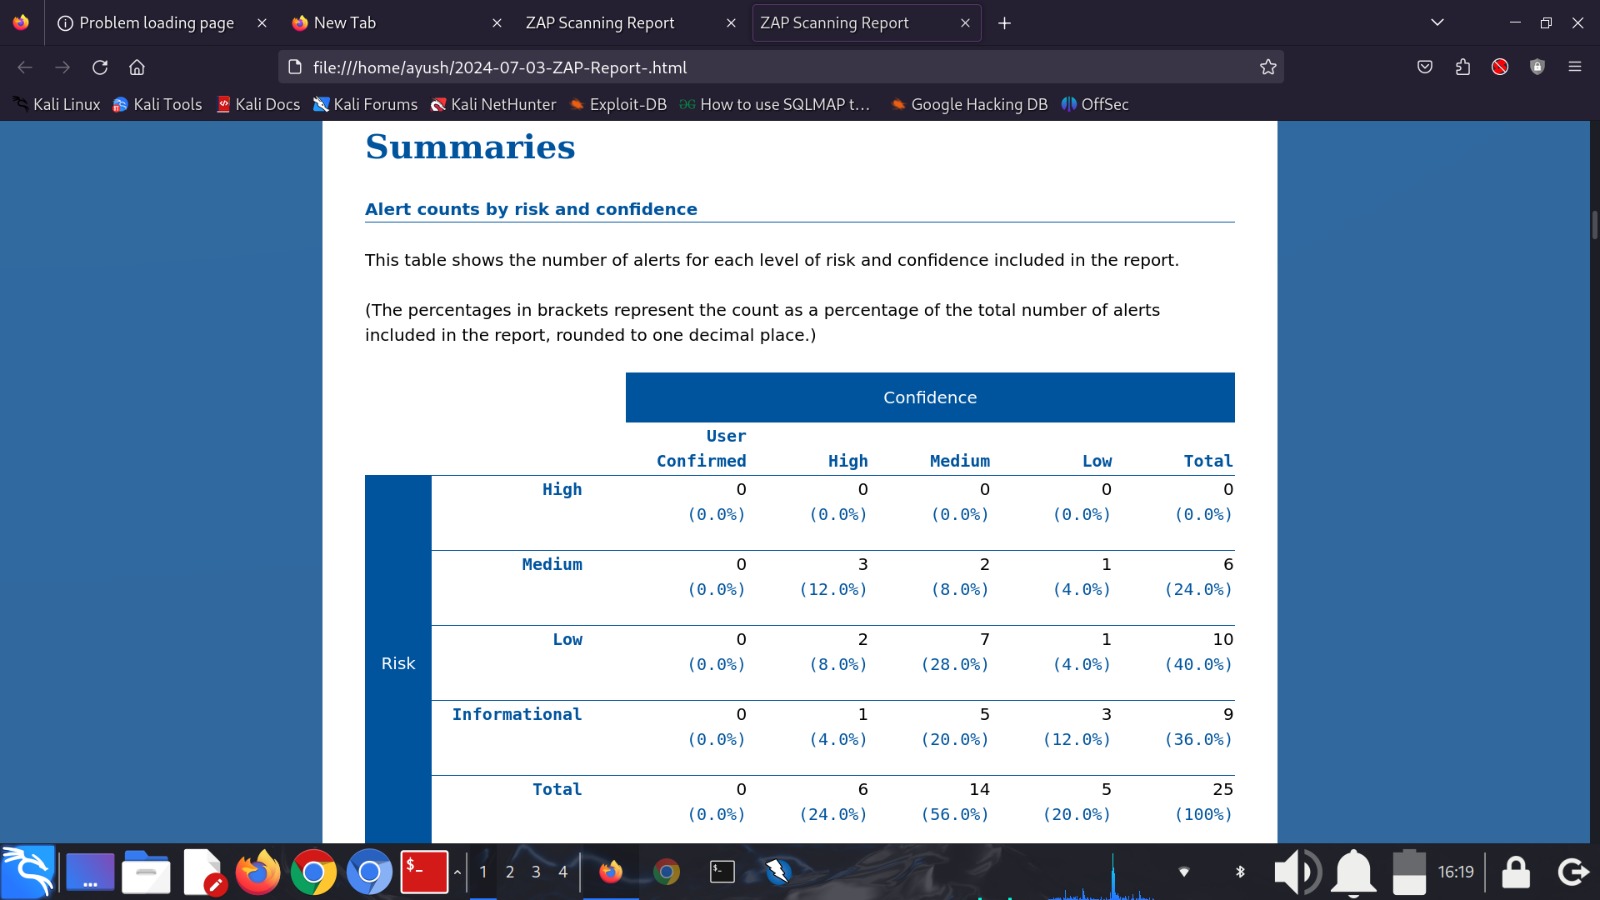 Problem loading page
New Tab
ZAP Scanning Report
ZAP Scanning Report
file:///home/ayush/2024-07-03-ZAP-Report-.html
Kali Linux Kali Tools Kali Docs Kali Forums Kali NetHunter Exploit-DB How to use SQLMAP t... Google Hacking DB OffSec
Summaries
Alert counts by risk and confidence
This table shows the number of alerts for each level of risk and confidence included in the report.
(The percentages in brackets represent the count as a percentage of the total number of alerts
included in the report, rounded to one decimal place.)
Confidence
User
Confirmed High Medium Low Total
High 0 0 0 0 0
(0.0%) (0.0%) (0.0%) (0.0%) (0.0%)
Medium 0 3 2 1 6
(0.0%) (12.0%) (8.0%) (4.0%) (24.0%)
Low 0 2 7 1 10
Risk (0.0%) (8.0%) (28.0%) (4.0%) (40.0%)
Informational 0 1 5 3 9
(0.0%) (4.0%) (20.0%) (12.0%) (36.0%)
Total 0 6 14 5 25
(0.0%) (24.0%) (56.0%) (20.0%) (100%)
$_ 1 2 3 4 16:19